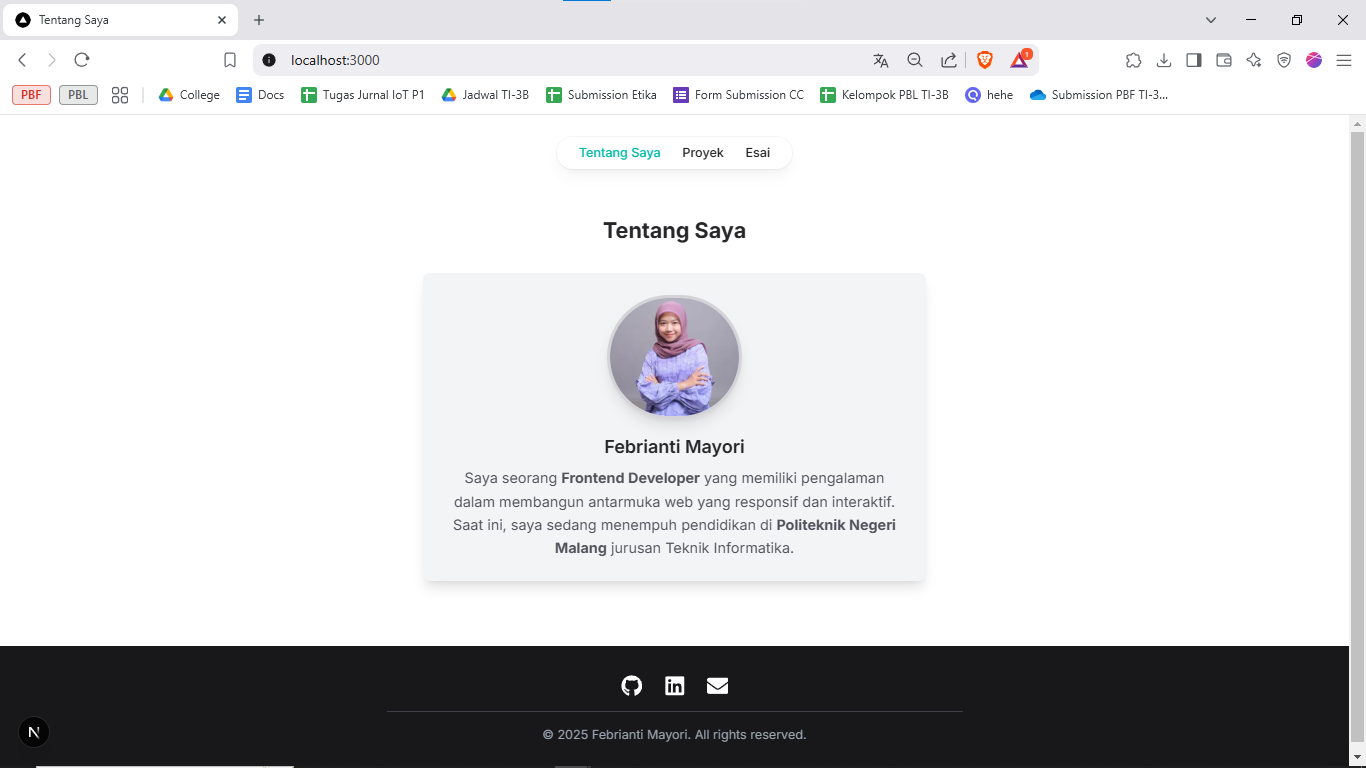 Tentang Saya
localhost:3000
1
PBF
PBL
College
Docs
Tugas Jurnal IoT P1
Jadwal TI-3B
Submission Etika
Form Submission CC
Kelompok PBL TI-3B
hehe
Submission PBF TI-3...
Tentang Saya Proyek Esai
Tentang Saya
Febrianti Mayori
Saya seorang Frontend Developer yang memiliki pengalaman
dalam membangun antarmuka web yang responsif dan interaktif.
Saat ini, saya sedang menempuh pendidikan di Politeknik Negeri
Malang jurusan Teknik Informatika.
in
N
© 2025 Febrianti Mayori. All rights reserved.